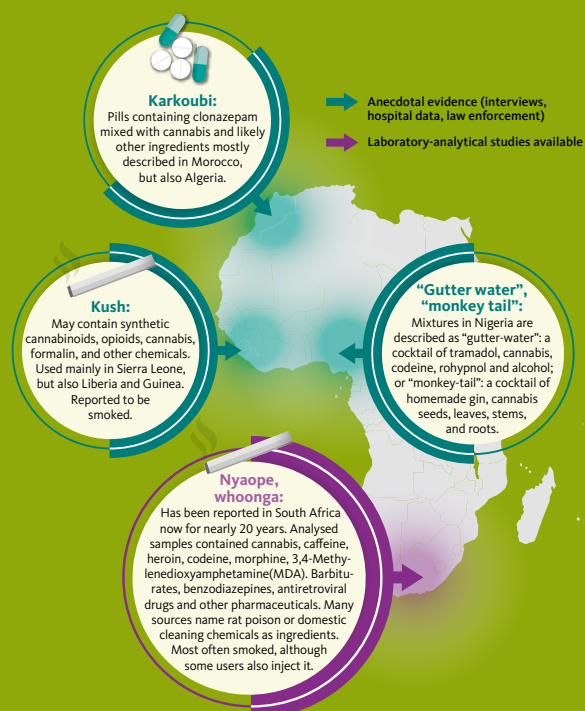 Karkoubi:
Pills containing clonazepam
mixed with cannabis and likely
other ingredients mostly
described in Morocco,
but also Algeria.
Anecdotal evidence (interviews,
hospital data, law enforcement)
Laboratory-analytical studies available
Kush:
May contain synthetic
cannabinoids, opioids, cannabis,
formalin, and other chemicals.
Used mainly in Sierra Leone,
but also Liberia and Guinea.
Reported to be
smoked.
“Gutter water”,
“monkey tail”:
Mixtures in Nigeria are
described as “gutter-water”: a
cocktail of tramadol, cannabis,
codeine, rohypnol and alcohol;
or “monkey-tail”: a cocktail of
homemade gin, cannabis
seeds, leaves, stems,
and roots.
Nyaope,
whoonga:
Has been reported in South Africa
now for nearly 20 years. Analysed
samples contained cannabis, caffeine,
heroin, codeine, morphine, 3,4-Methy-
lenedioxyamphetamine(MDA). Barbitu-
rates, benzodiazepines, antiretroviral
drugs and other pharmaceuticals. Many
sources name rat poison or domestic
cleaning chemicals as ingredients.
Most often smoked, although
some users also inject it.